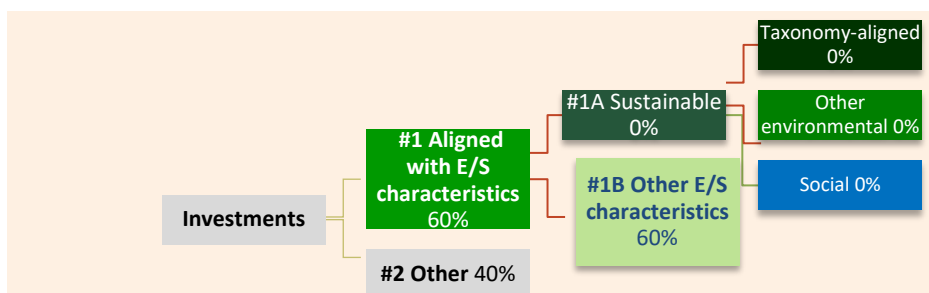 Investments
#1 Aligned
with E/S
characteristics
60%
#2 Other 40%
#1A Sustainable
0%
#1B Other E/S
characteristics
60%
Taxonomy-aligned
0%
Other
environmental 0%
Social 0%